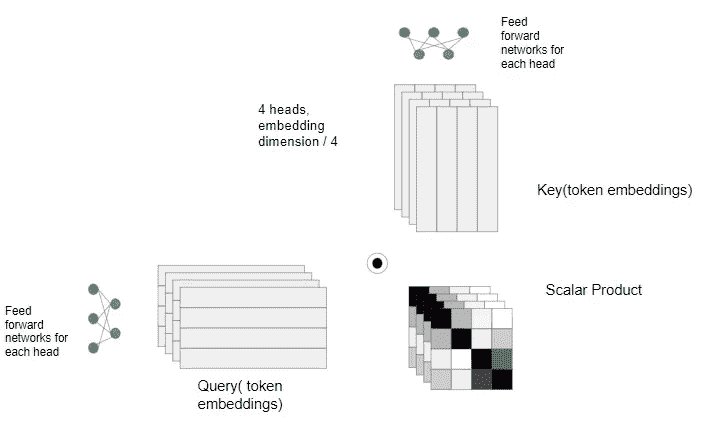 Feed
forward
networks for
each head
4 heads,
embedding
dimension / 4
Key(token embeddings)
Scalar Product
Feed
forward
networks for
each head
Query( token
embeddings)